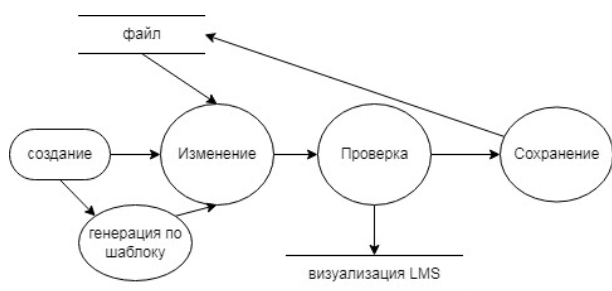 файл
создание
Изменение
Проверка
Сохранение
генерация по
шаблоку
визуализация LMS